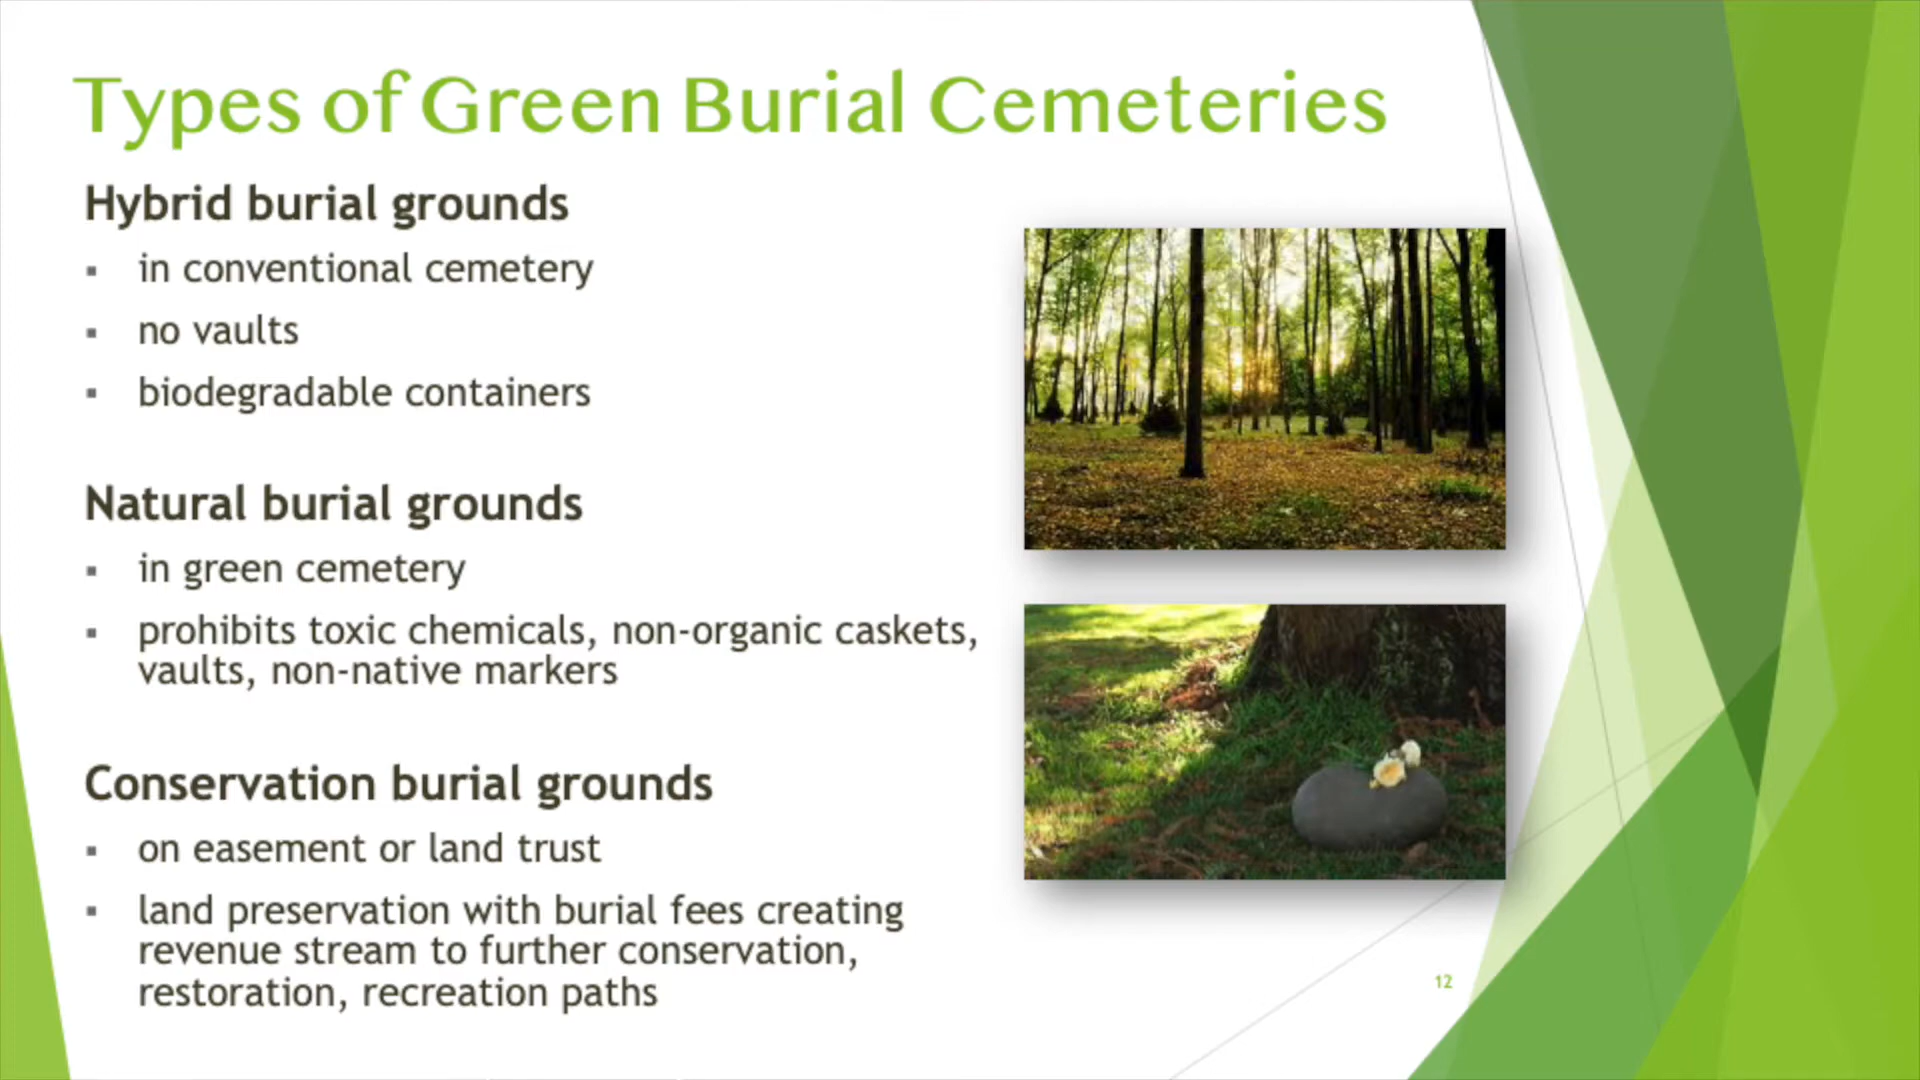 Types of Green Burial Cemeteries
Hybrid burial grounds
▪ in conventional cemetery
▪ no vaults
▪ biodegradable containers
Natural burial grounds
▪ in green cemetery
▪ prohibits toxic chemicals, non-organic caskets,
vaults, non-native markers
Conservation burial grounds
▪ on easement or land trust
▪ land preservation with burial fees creating
revenue stream to further conservation,
restoration, recreation paths
12